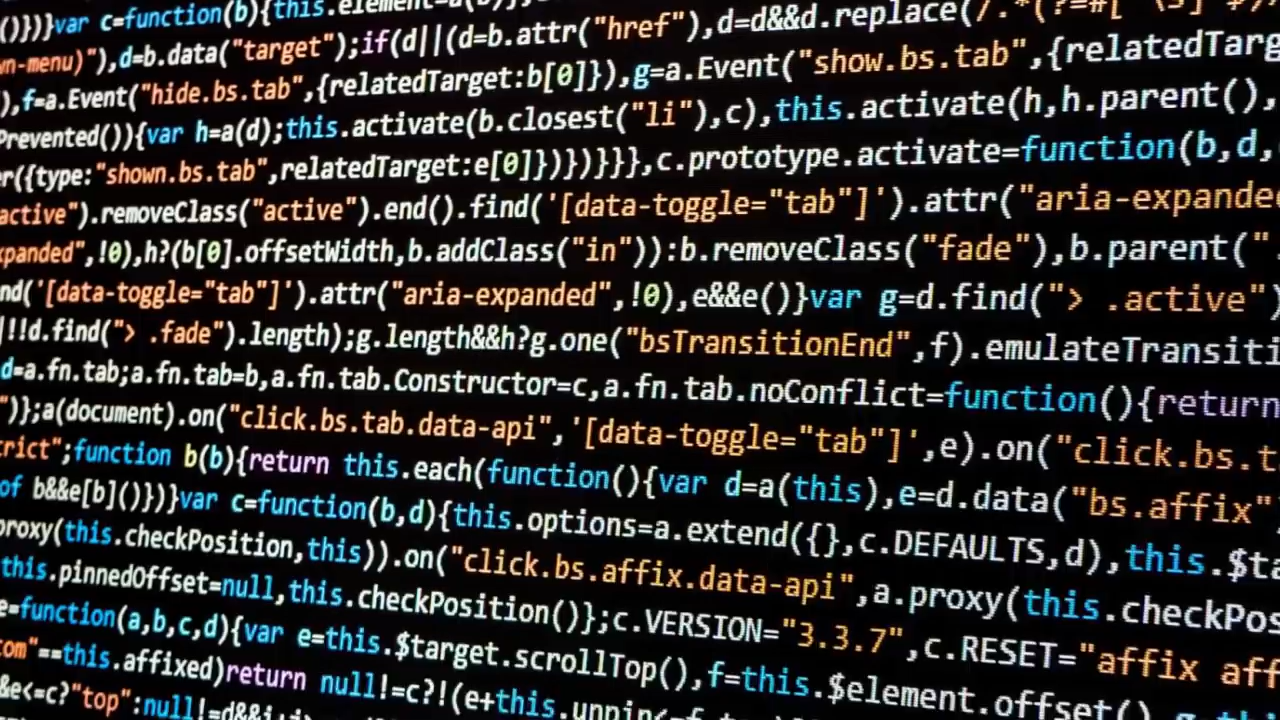 ()})}var c=function(b){this.element=a(b)};
wn-menu)"),d=b.data("target");if(d||(d=b.attr("href"),d=d&&d.replace(/.*(?=#[^\s]*$)/
),f=a.Event("hide.bs.tab",{relatedTarget:b[0]}),g=a.Event("show.bs.tab",{relatedTarg
Prevented()){var h=a(d);this.activate(b.closest("li"),c),this.activate(h,h.parent(),
er({type:"shown.bs.tab",relatedTarget:e[0]})})}}},c.prototype.activate=function(b,d,
active").removeClass("active").end().find('[data-toggle="tab"]').attr("aria-expande
xpanded",!0),h?(b[0].offsetWidth,b.addClass("in")):b.removeClass("fade"),b.parent(".
nd('[data-toggle="tab"]').attr("aria-expanded",!0),e&&e()}var g=d.find("> .active")
||!!d.find("> .fade").length);g.length&&h?g.one("bsTransitionEnd",f).emulateTransiti
d=a.fn.tab;a.fn.tab=b,a.fn.tab.Constructor=c,a.fn.tab.noConflict=function(){return
")};a(document).on("click.bs.tab.data-api",'[data-toggle="tab"]',e).on("click.bs.t
rict";function b(b){return this.each(function(){var d=a(this),e=d.data("bs.affix"
of b&&e[b]()})}var c=function(b,d){this.options=a.extend({},c.DEFAULTS,d),this.$ta
proxy(this.checkPosition,this)).on("click.bs.affix.data-api",a.proxy(this.checkPos
this.pinnedOffset=null,this.checkPosition()};c.VERSION="3.3.7",c.RESET="affix aff
e=function(a,b,c,d){var e=this.$target.scrollTop(),f=this.$element.offset(),g=thi
om"==this.affixed)return null!=c?!(e+this.unpin<=f.to
&e<=c?"top":null!=d&&i+j>